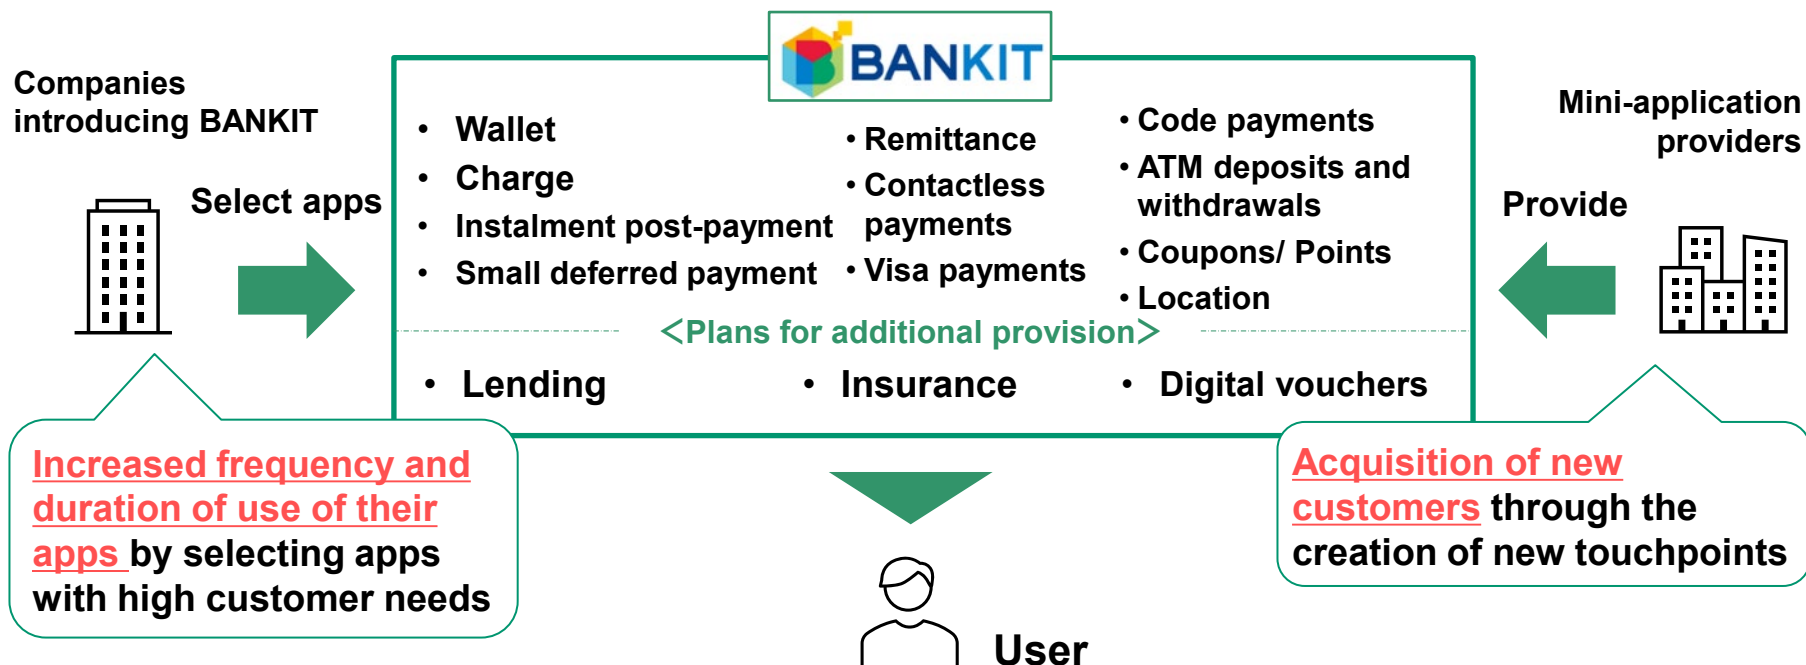 BANKIT
Companies
introducing BANKIT
Select apps
• Wallet
• Charge
• Instalment post-payment
• Small deferred payment
• Remittance
• Contactless
payments
• Visa payments
• Code payments
• ATM deposits and
withdrawals
• Coupons/ Points
• Location
Mini-application
providers
Provide
<Plans for additional provision>
• Lending
• Insurance
• Digital vouchers
Increased frequency and
duration of use of their
apps by selecting apps
with high customer needs
Acquisition of new
customers through the
creation of new touchpoints
User